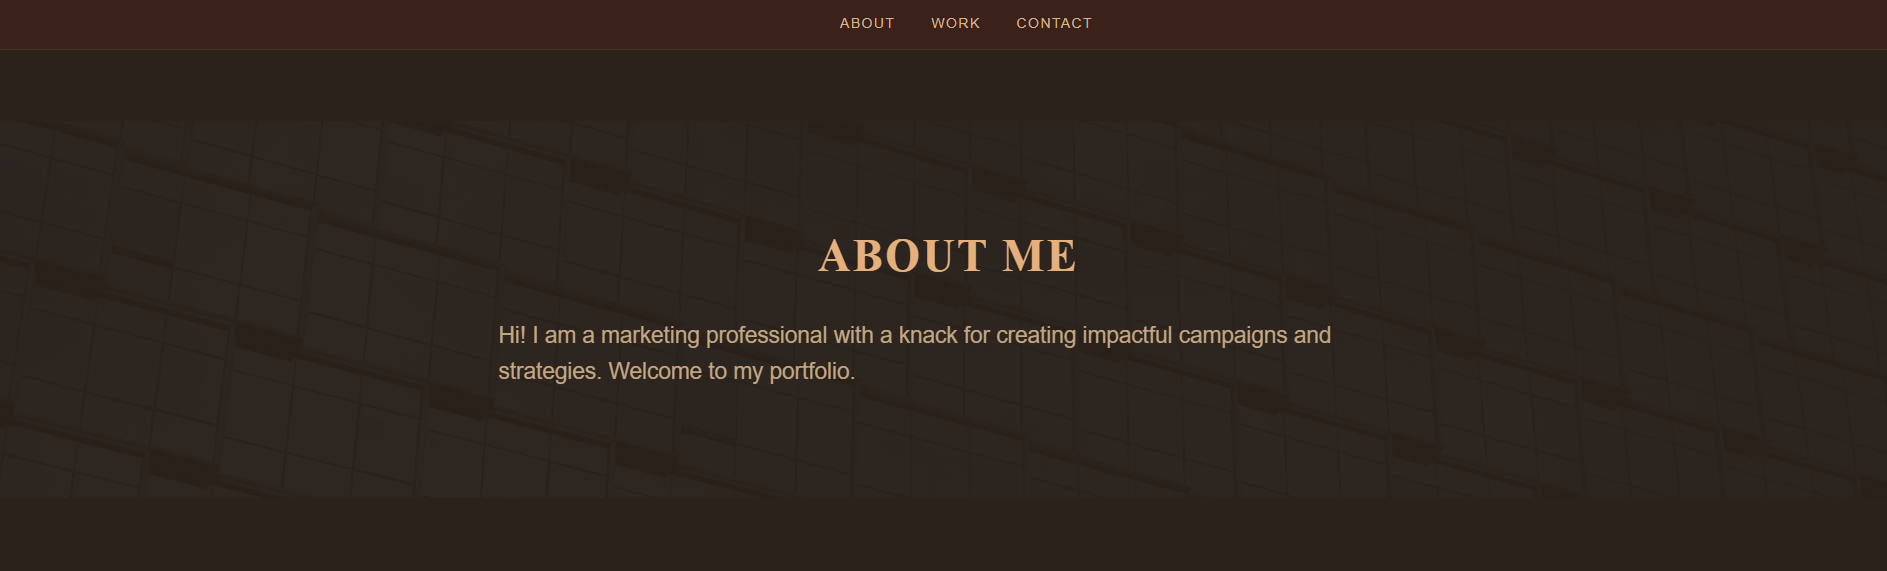 ABOUT WORK CONTACT
ABOUT ME
Hi! I am a marketing professional with a knack for creating impactful campaigns and
strategies. Welcome to my portfolio.